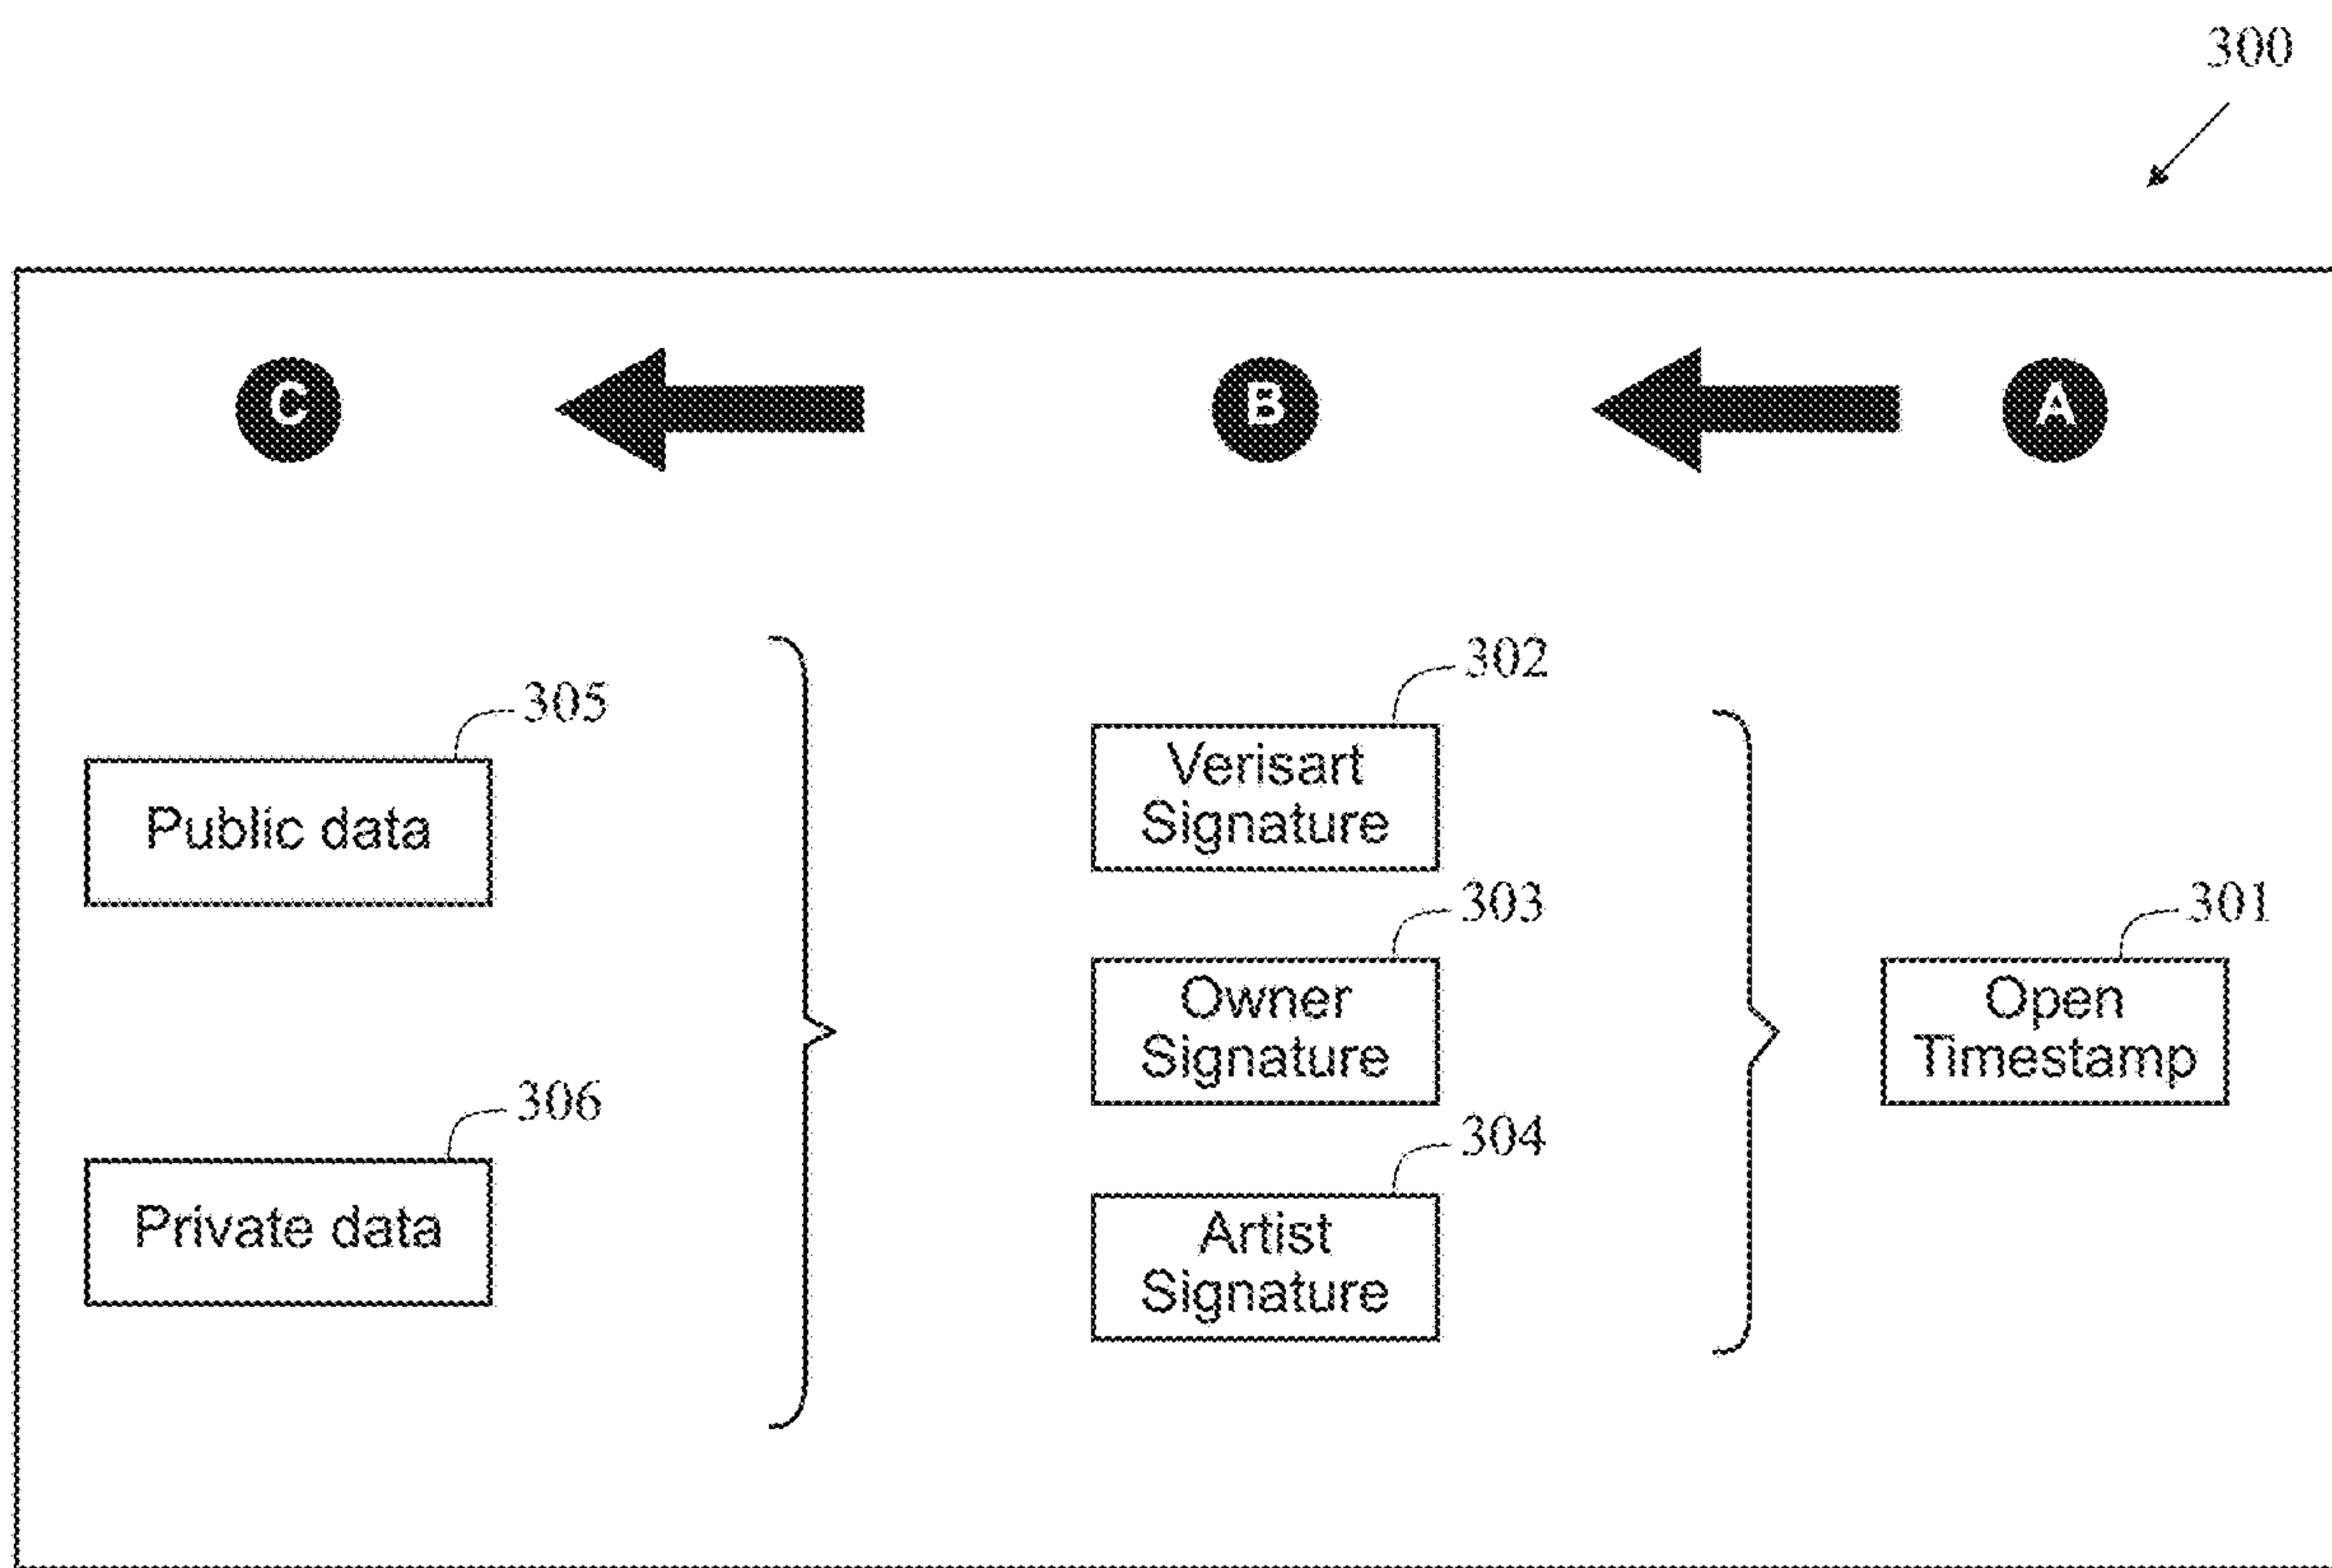 300
C
B
A
305
Public data
306
Private data
302
Verisart
Signature
303
Owner
Signature
304
Artist
Signature
301
Open
Timestamp